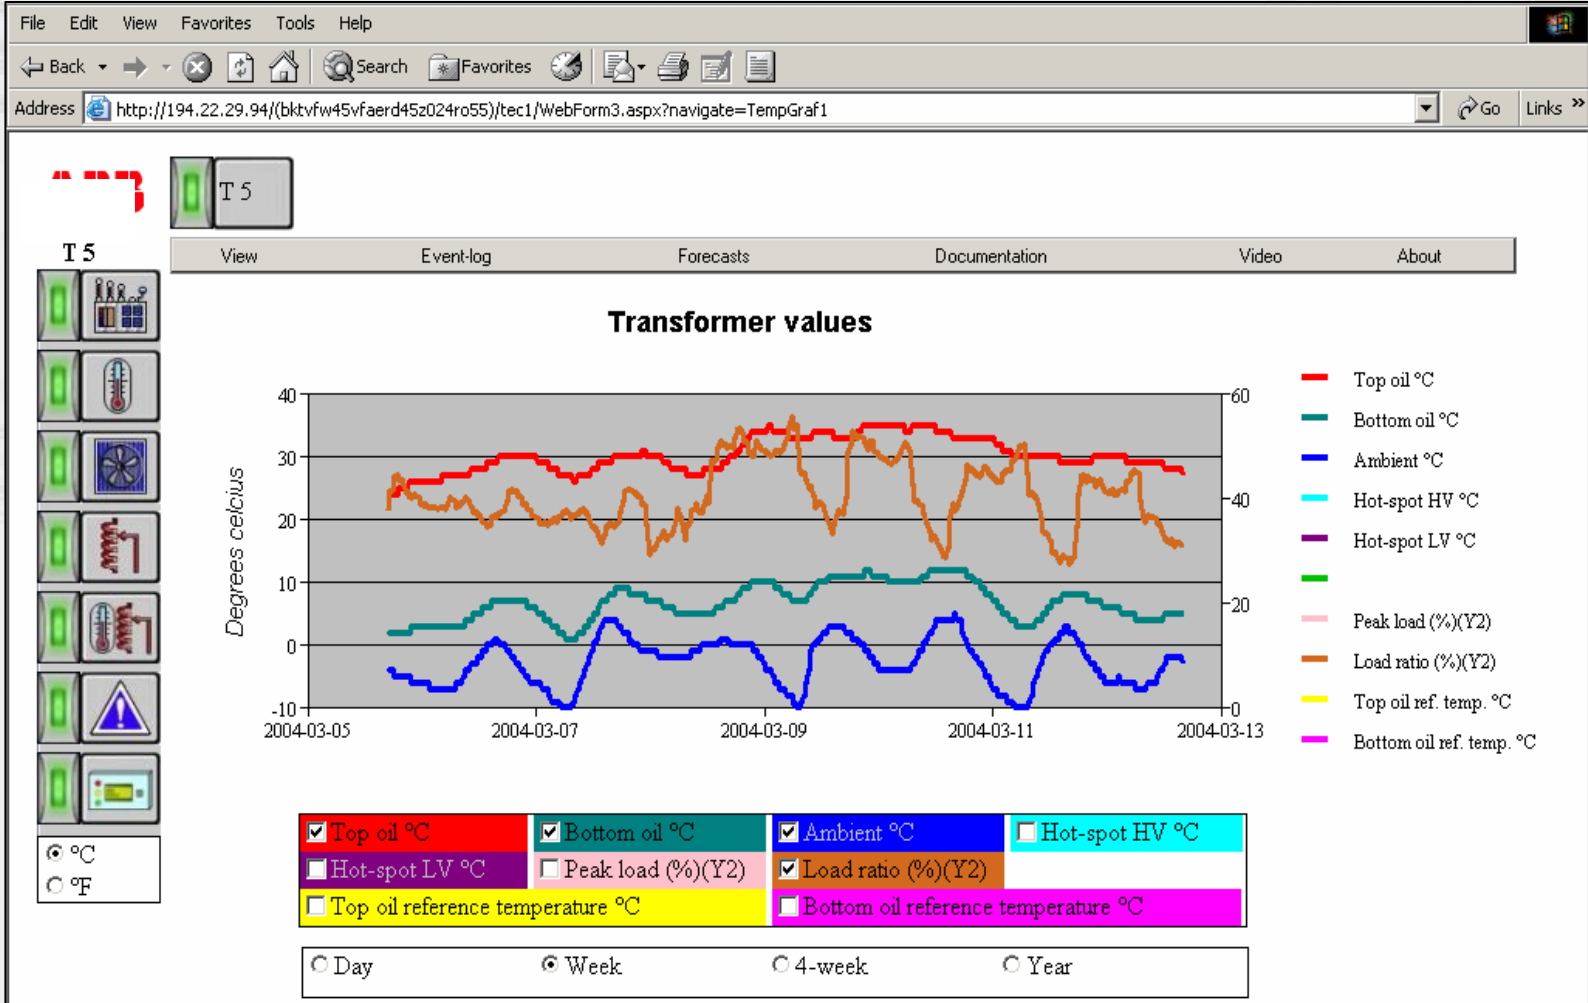 File Edit View Favorites Tools Help
Back Search Favorites
Address http://194.22.29.94/(bktvfw45vfaerd45z024ro55)/tec1/WebForm3.aspx?navigate=TempGraf1 Go Links »
T 5
T 5
View Event-log Forecasts Documentation Video About
Transformer values
Degrees celcius
40
30
20
10
0
-10
60
40
20
0
2004-03-05 2004-03-07 2004-03-09 2004-03-11 2004-03-13
Top oil °C
Bottom oil °C
Ambient °C
Hot-spot HV °C
Hot-spot LV °C
Peak load (%)(Y2)
Load ratio (%)(Y2)
Top oil ref. temp. °C
Bottom oil ref. temp. °C
°C
°F
Top oil °C Bottom oil °C Ambient °C Hot-spot HV °C
Hot-spot LV °C Peak load (%)(Y2) Load ratio (%)(Y2)
Top oil reference temperature °C Bottom oil reference temperature °C
Day Week 4-week Year